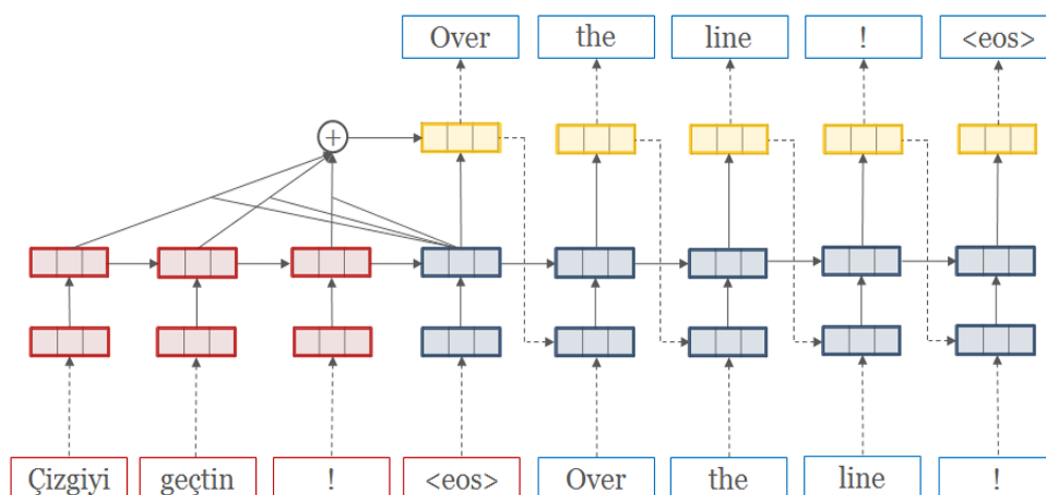 Over the line ! <eos>
+
Çizgiyi geçtin ! <eos> Over the line !